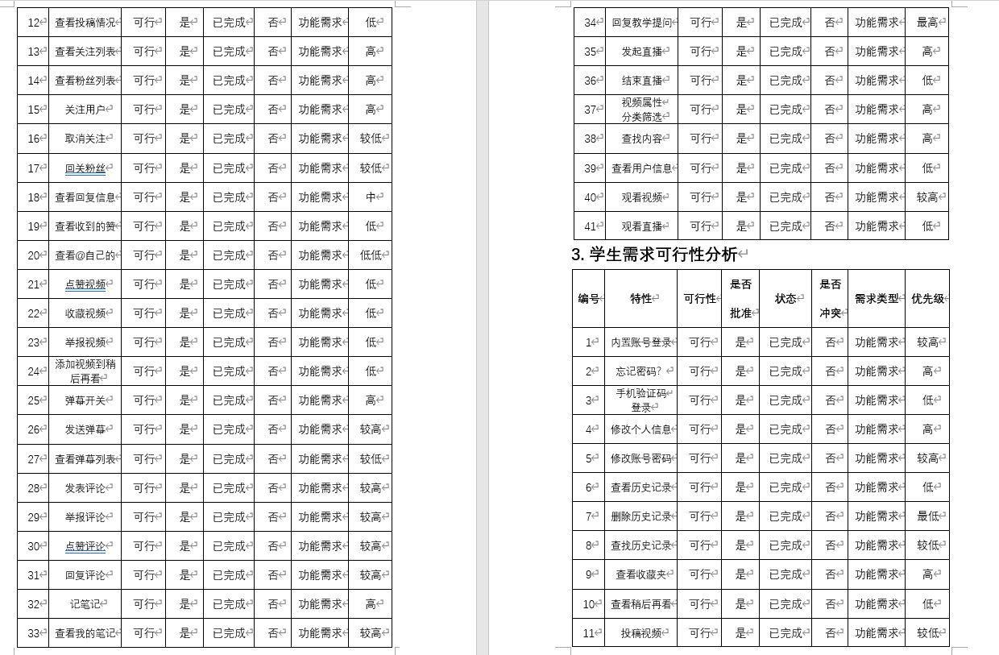 12 查看投稿情况 可行 是 已完成 否 功能需求 低
13 查看关注列表 可行 是 已完成 否 功能需求 高
14 查看粉丝列表 可行 是 已完成 否 功能需求 高
15 关注用户 可行 是 已完成 否 功能需求 高
16 取消关注 可行 是 已完成 否 功能需求 较低
17 回关粉丝 可行 是 已完成 否 功能需求 较低
18 查看回复信息 可行 是 已完成 否 功能需求 中
19 查看收到的赞 可行 是 已完成 否 功能需求 低
20 查看@自己的 可行 是 已完成 否 功能需求 低低
21 点赞视频 可行 是 已完成 否 功能需求 低
22 收藏视频 可行 是 已完成 否 功能需求 低
23 举报视频 可行 是 已完成 否 功能需求 低
24 添加视频到稍
后再看 可行 是 已完成 否 功能需求 低
25 弹幕开关 可行 是 已完成 否 功能需求 高
26 发送弹幕 可行 是 已完成 否 功能需求 较高
27 查看弹幕列表 可行 是 已完成 否 功能需求 较低
28 发表评论 可行 是 已完成 否 功能需求 较高
29 举报评论 可行 是 已完成 否 功能需求 较高
30 点赞评论 可行 是 已完成 否 功能需求 较高
31 回复评论 可行 是 已完成 否 功能需求 较高
32 记笔记 可行 是 已完成 否 功能需求 高
33 查看我的笔记 可行 是 已完成 否 功能需求 较高
34 回复教学提问 可行 是 已完成 否 功能需求 最高
35 发起直播 可行 是 已完成 否 功能需求 高
36 结束直播 可行 是 已完成 否 功能需求 低
37 视频属性
分类筛选 可行 是 已完成 否 功能需求 高
38 查找内容 可行 是 已完成 否 功能需求 高
39 查看用户信息 可行 是 已完成 否 功能需求 低
40 观看视频 可行 是 已完成 否 功能需求 较高
41 观看直播 可行 是 已完成 否 功能需求 低
3. 学生需求可行性分析
编号 特性 可行性 是否
批准 状态 是否
冲突 需求类型 优先级
1 内置账号登录 可行 是 已完成 否 功能需求 较高
2 忘记密码？ 可行 是 已完成 否 功能需求 高
3 手机验证码
登录 可行 是 已完成 否 功能需求 低
4 修改个人信息 可行 是 已完成 否 功能需求 高
5 修改账号密码 可行 是 已完成 否 功能需求 较高
6 查看历史记录 可行 是 已完成 否 功能需求 低
7 删除历史记录 可行 是 已完成 否 功能需求 最低
8 查找历史记录 可行 是 已完成 否 功能需求 较低
9 查看收藏夹 可行 是 已完成 否 功能需求 高
10 查看稍后再看 可行 是 已完成 否 功能需求 低
11 投稿视频 可行 是 已完成 否 功能需求 较低